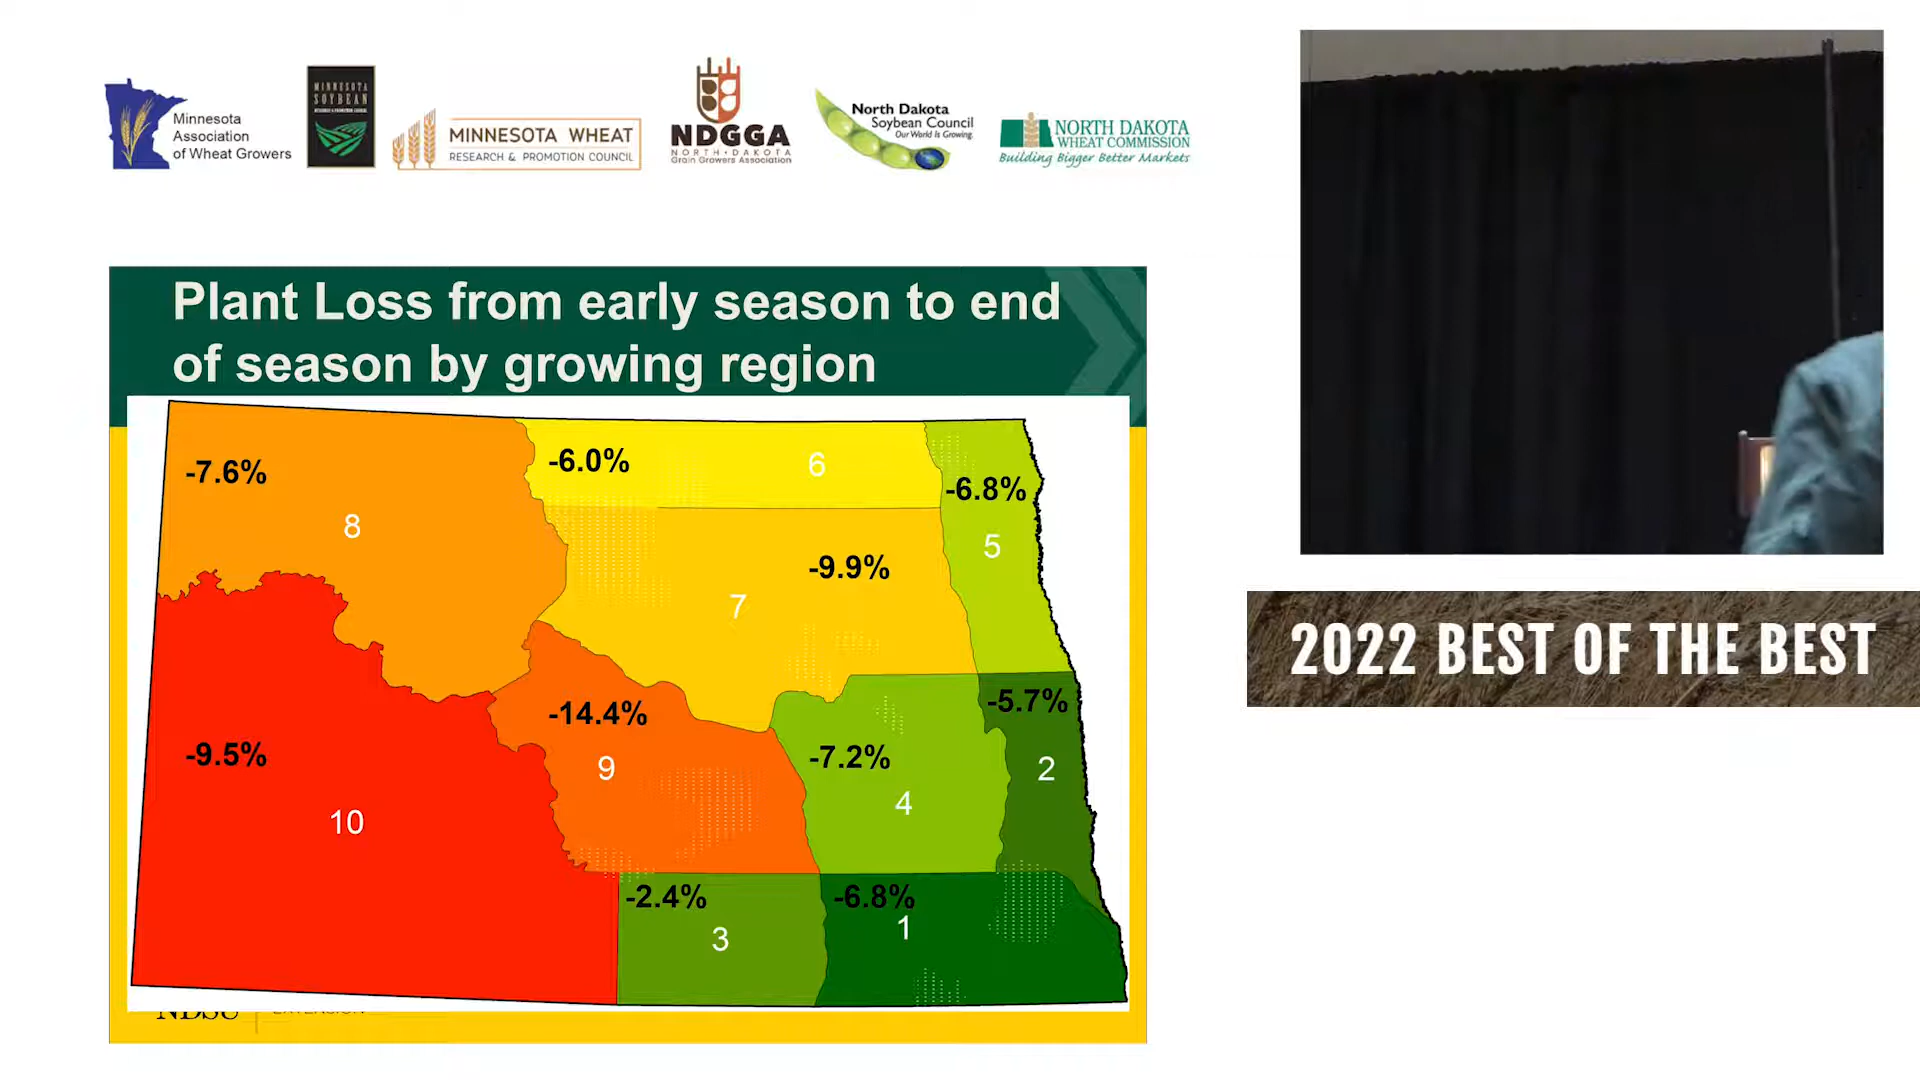 Minnesota
Association
of Wheat Growers
MINNESOTA
SOYBEAN
MINNESOTA WHEAT
RESEARCH & PROMOTION COUNCIL
NDGGA
NORTH • DAKOTA
Grain Growers Association
North Dakota
Soybean Council
Our World Is Growing.
NORTH DAKOTA
WHEAT COMMISSION
Building Bigger Better Markets
Plant Loss from early season to end
of season by growing region
-7.6%
8
-6.0%
6
-6.8%
5
-9.9%
7
-14.4%
9
-9.5%
10
-7.2%
4
-5.7%
2
-2.4%
3
-6.8%
1
NDSU
EXTENSION
2022 BEST OF THE BEST